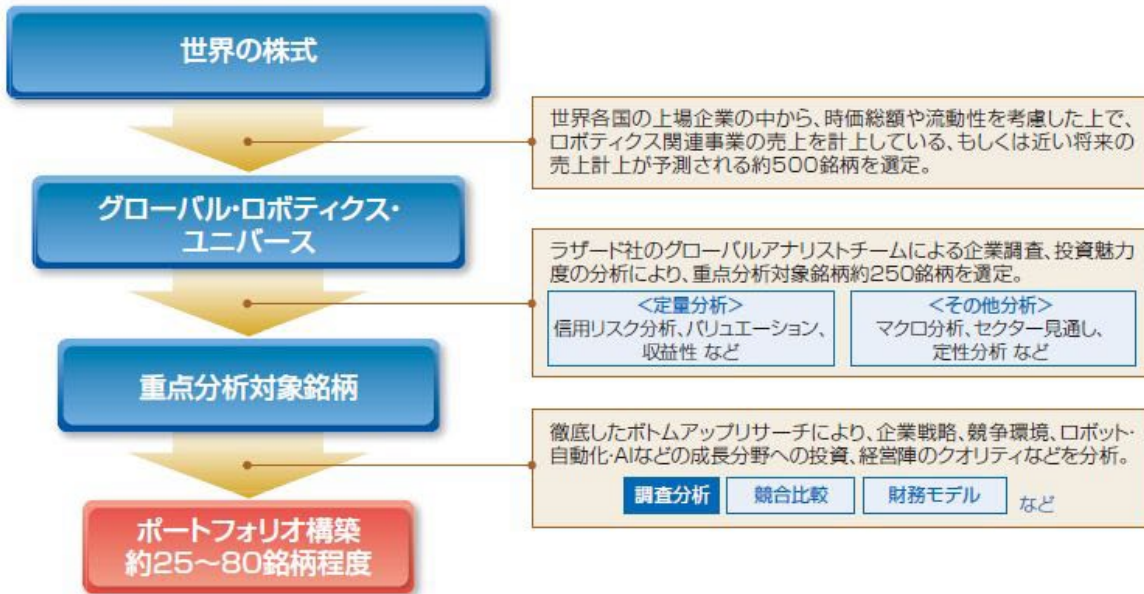 世界の株式
世界各国の上場企業の中から、時価総額や流動性を考慮した上で、
ロボティクス関連事業の売上を計上している、もしくは近い将来の
売上計上が予測される約500銘柄を選定。
グローバル・ロボティクス・
ユニバース
ラザード社のグローバルアナリストチームによる企業調査、投資魅力
度の分析により、重点分析対象銘柄約250銘柄を選定。
<定量分析>
信用リスク分析、バリュエーション、
収益性 など
<その他分析>
マクロ分析、セクター見通し、
定性分析 など
重点分析対象銘柄
徹底したボトムアップリサーチにより、企業戦略、競争環境、ロボット・
自動化・AIなどの成長分野への投資、経営陣のクオリティなどを分析。
調査分析
競合比較
財務モデル
など
ポートフォリオ構築
約25～80銘柄程度